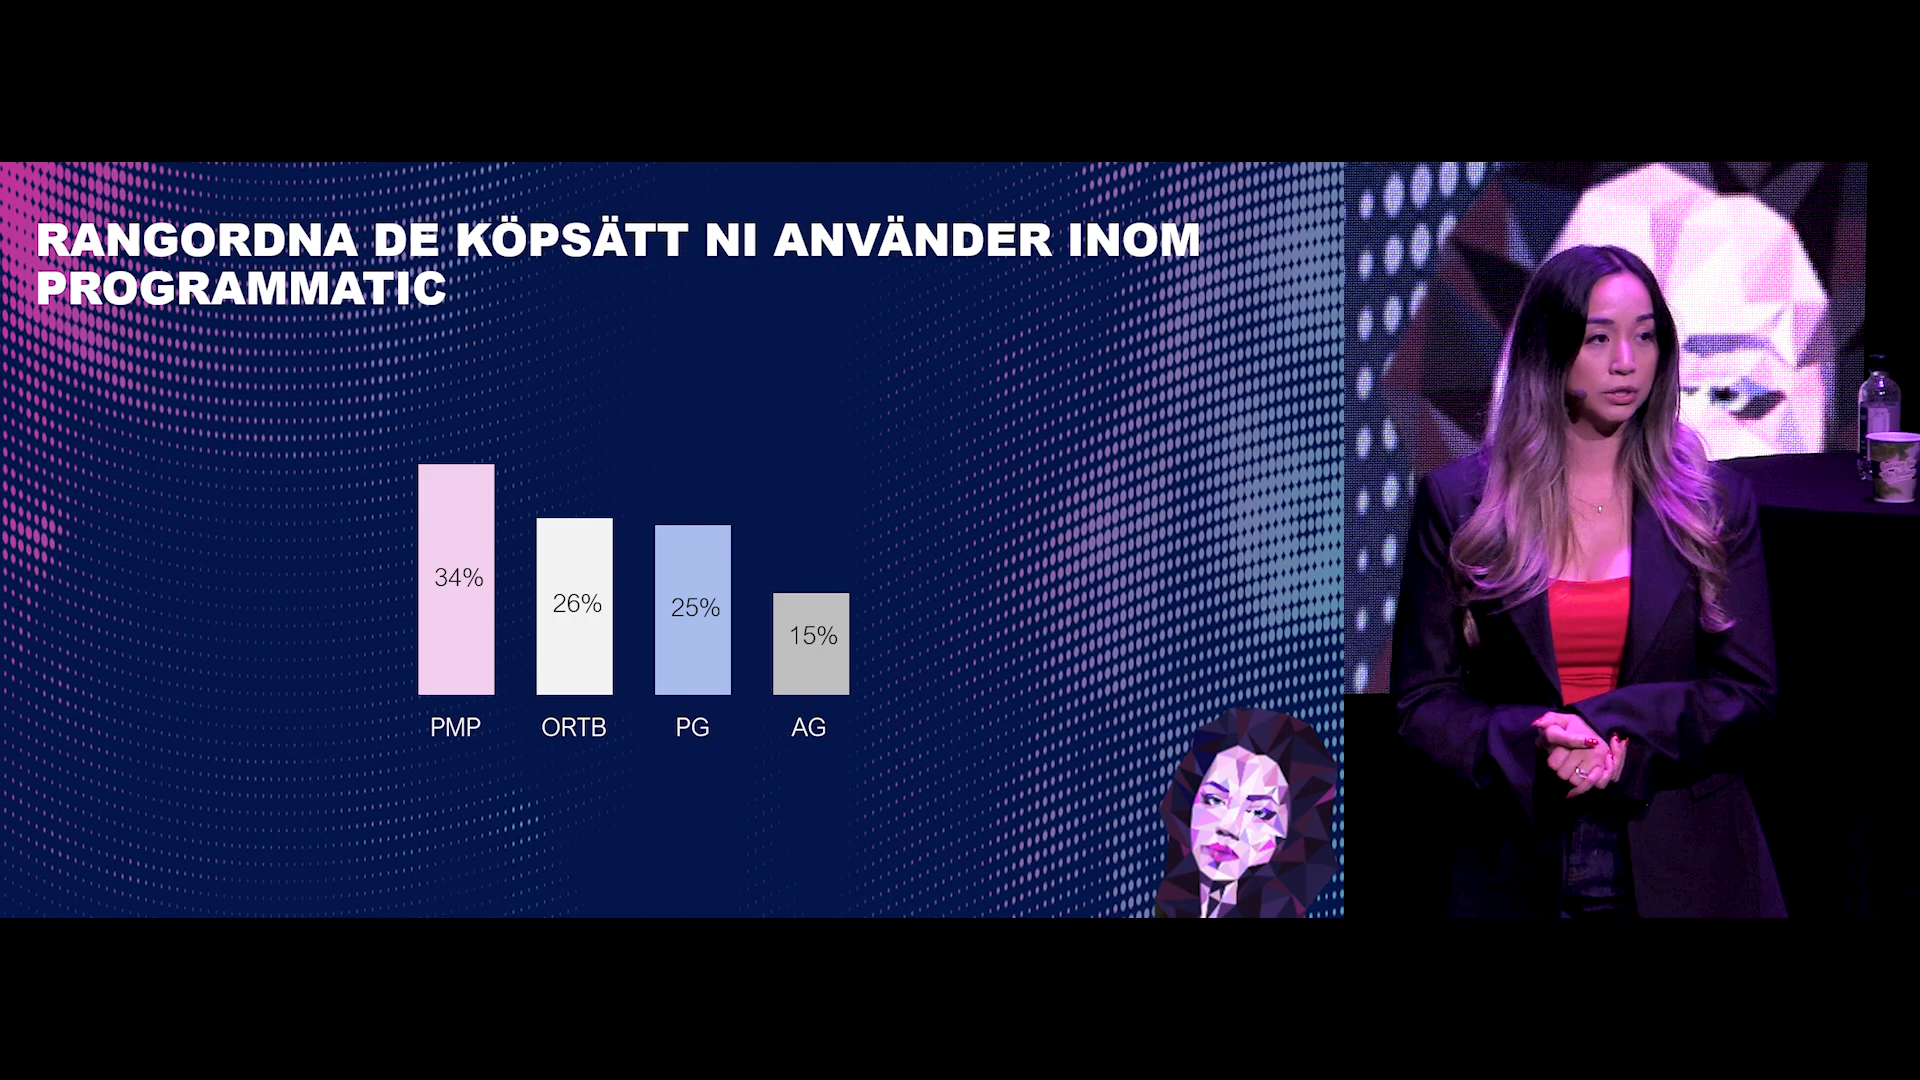 RANGORDNA DE KÖPSÄTT NI ANVÄNDER INOM
PROGRAMMATIC
34%
26%
25%
15%
PMP
ORTB
PG
AG